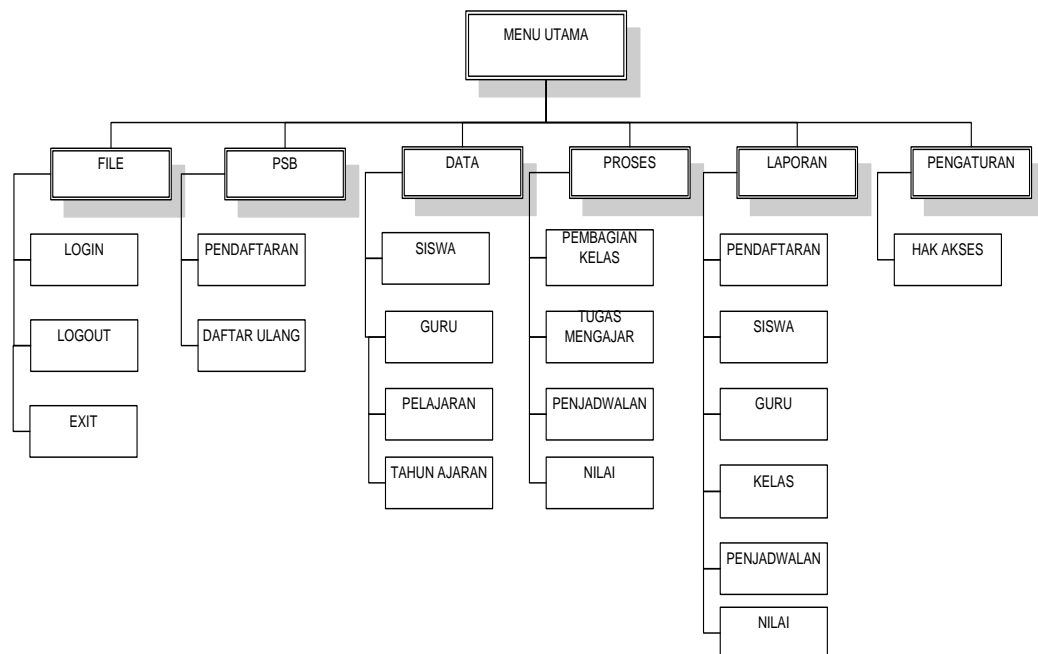 MENU UTAMA
FILE
PSB
DATA
PROSES
LAPORAN
PENGATURAN
LOGIN
LOGOUT
EXIT
PENDAFTARAN
DAFTAR ULANG
SISWA
GURU
PELAJARAN
TAHUN AJARAN
PEMBAGIAN
KELAS
TUGAS
MENGAJAR
PENJADWALAN
NILAI
PENDAFTARAN
SISWA
GURU
KELAS
PENJADWALAN
NILAI
HAK AKSES